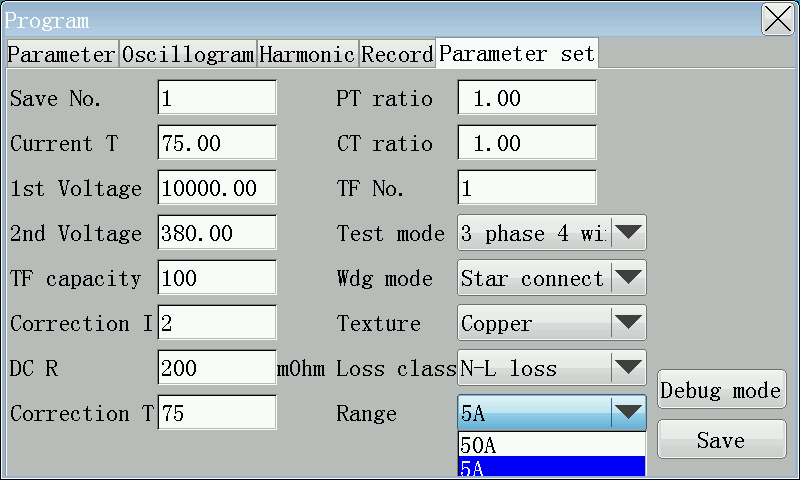 Program
Parameter Oscillogram Harmonic Record Parameter set
Save No. 1 PT ratio 1.00
Current T 75.00 CT ratio 1.00
1st Voltage 10000.00 TF No. 1
2nd Voltage 380.00 Test mode 3 phase 4 wi
TF capacity 100 Wdg mode Star connect
Correction I 2 Texture Copper
DC R 200 mOhm Loss class N-L loss
Debug mode
Correction T 75 Range 5A
Save
50A
5A